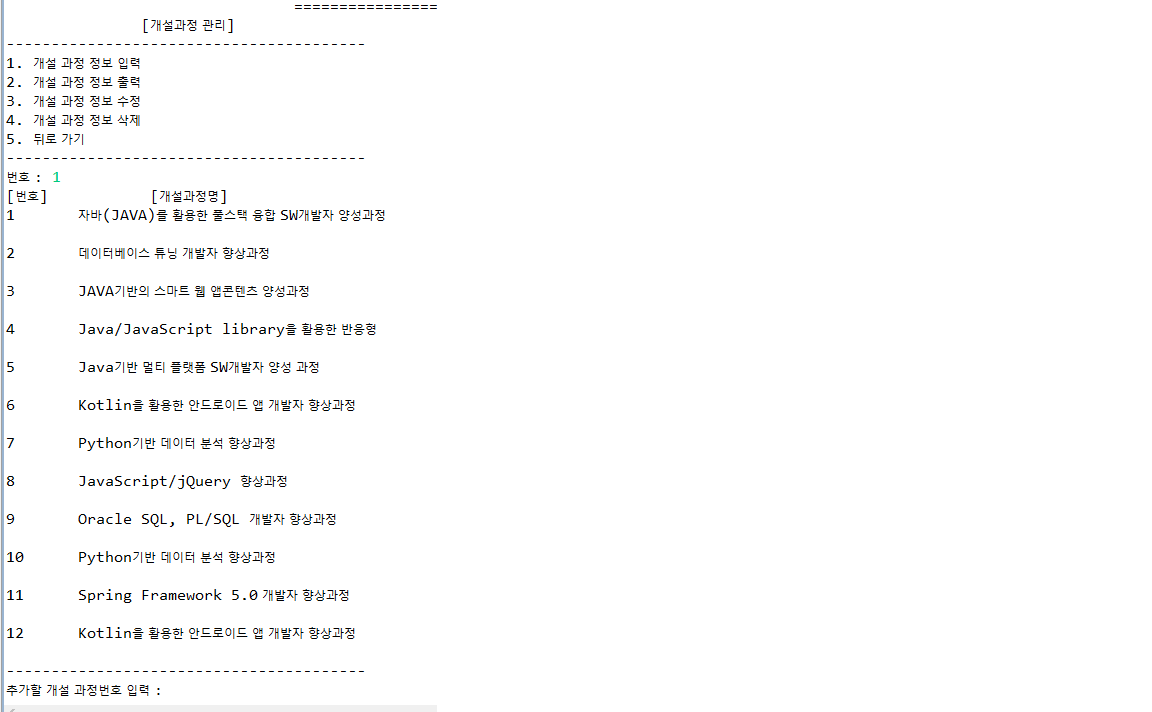 ================
[개설과정 관리]
----------------------------------------
1. 개설 과정 정보 입력
2. 개설 과정 정보 출력
3. 개설 과정 정보 수정
4. 개설 과정 정보 삭제
5. 뒤로 가기
----------------------------------------
번호 : 1
[번호] [개설과정명]
1 자바(JAVA)를 활용한 풀스택 융합 SW개발자 양성과정
2 데이터베이스 튜닝 개발자 향상과정
3 JAVA기반의 스마트 웹 앱콘텐츠 양성과정
4 Java/JavaScript library을 활용한 반응형
5 Java기반 멀티 플랫폼 SW개발자 양성 과정
6 Kotlin을 활용한 안드로이드 앱 개발자 향상과정
7 Python기반 데이터 분석 향상과정
8 JavaScript/jQuery 향상과정
9 Oracle SQL, PL/SQL 개발자 향상과정
10 Python기반 데이터 분석 향상과정
11 Spring Framework 5.0 개발자 향상과정
12 Kotlin을 활용한 안드로이드 앱 개발자 향상과정
----------------------------------------
추가할 개설 과정번호 입력 :